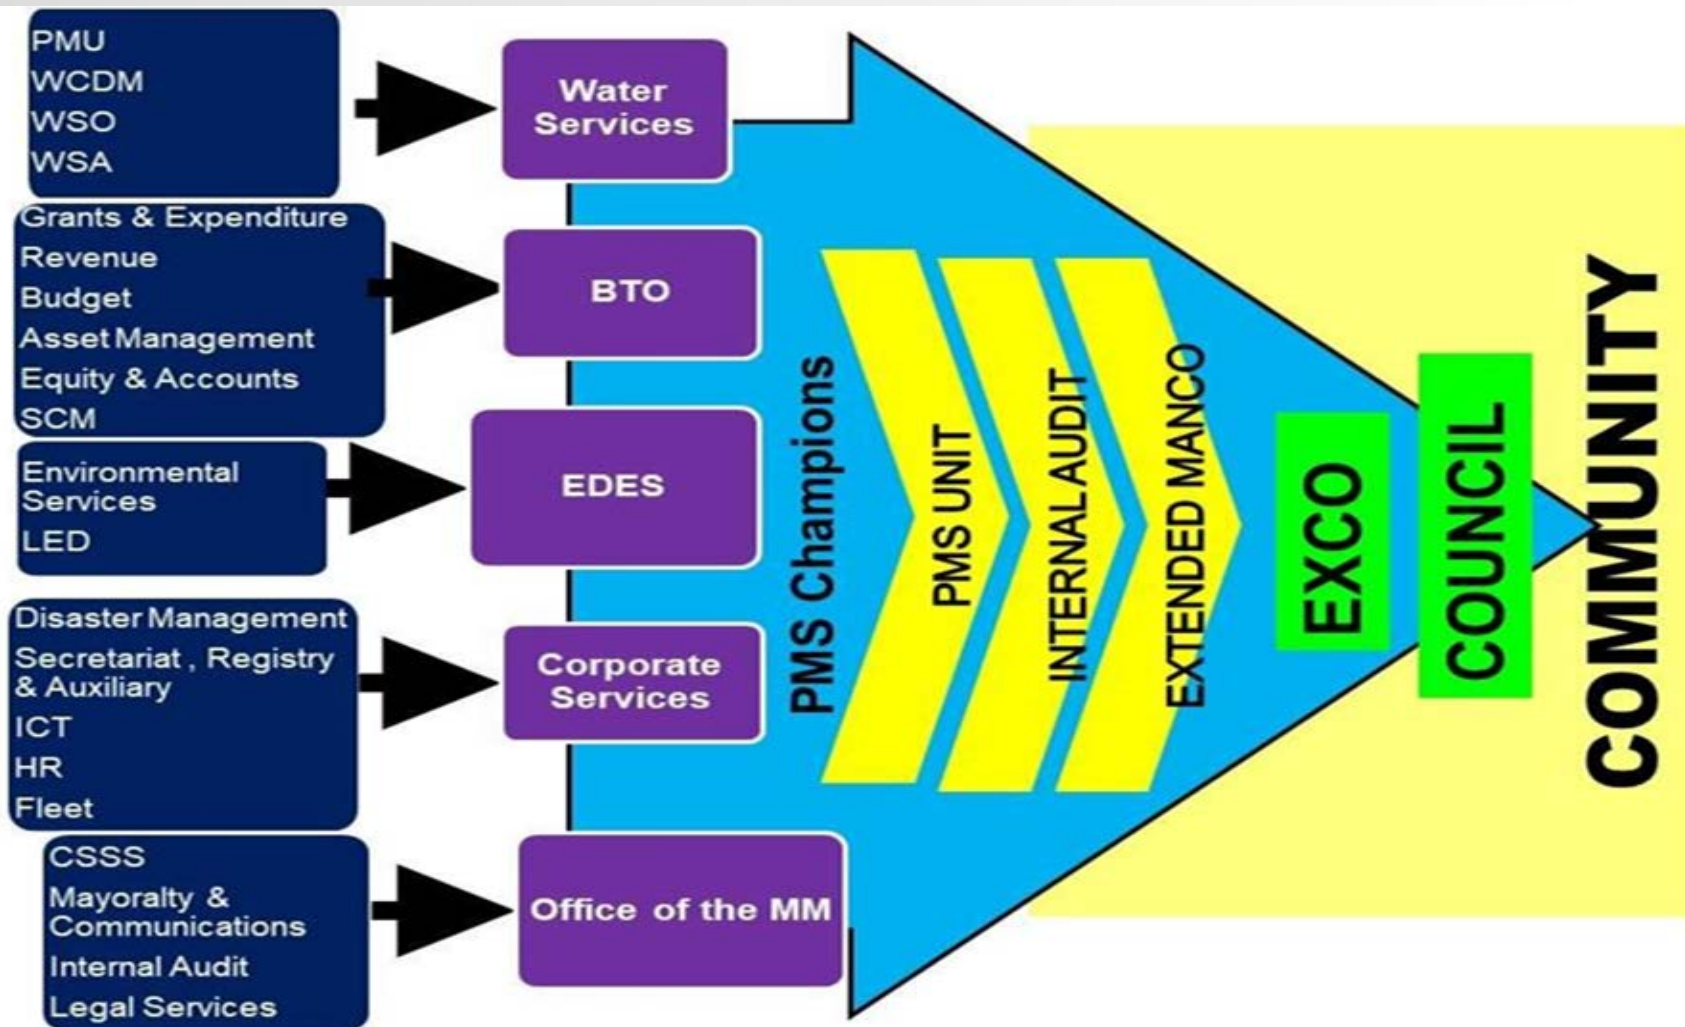 PMU
WCDM
WSO
WSA
Water
Services
Grants & Expenditure
Revenue
Budget
Asset Management
Equity & Accounts
SCM
BTO
Environmental
Services
LED
EDES
Disaster Management
Secretariat , Registry
& Auxiliary
ICT
HR
Fleet
Corporate
Services
CSSS
Mayoralty &
Communications
Internal Audit
Legal Services
Office of the MM
PMS Champions
PMS UNIT
INTERNAL AUDIT
EXTENDED MANCO
EXCO
COUNCIL
COMMUNITY